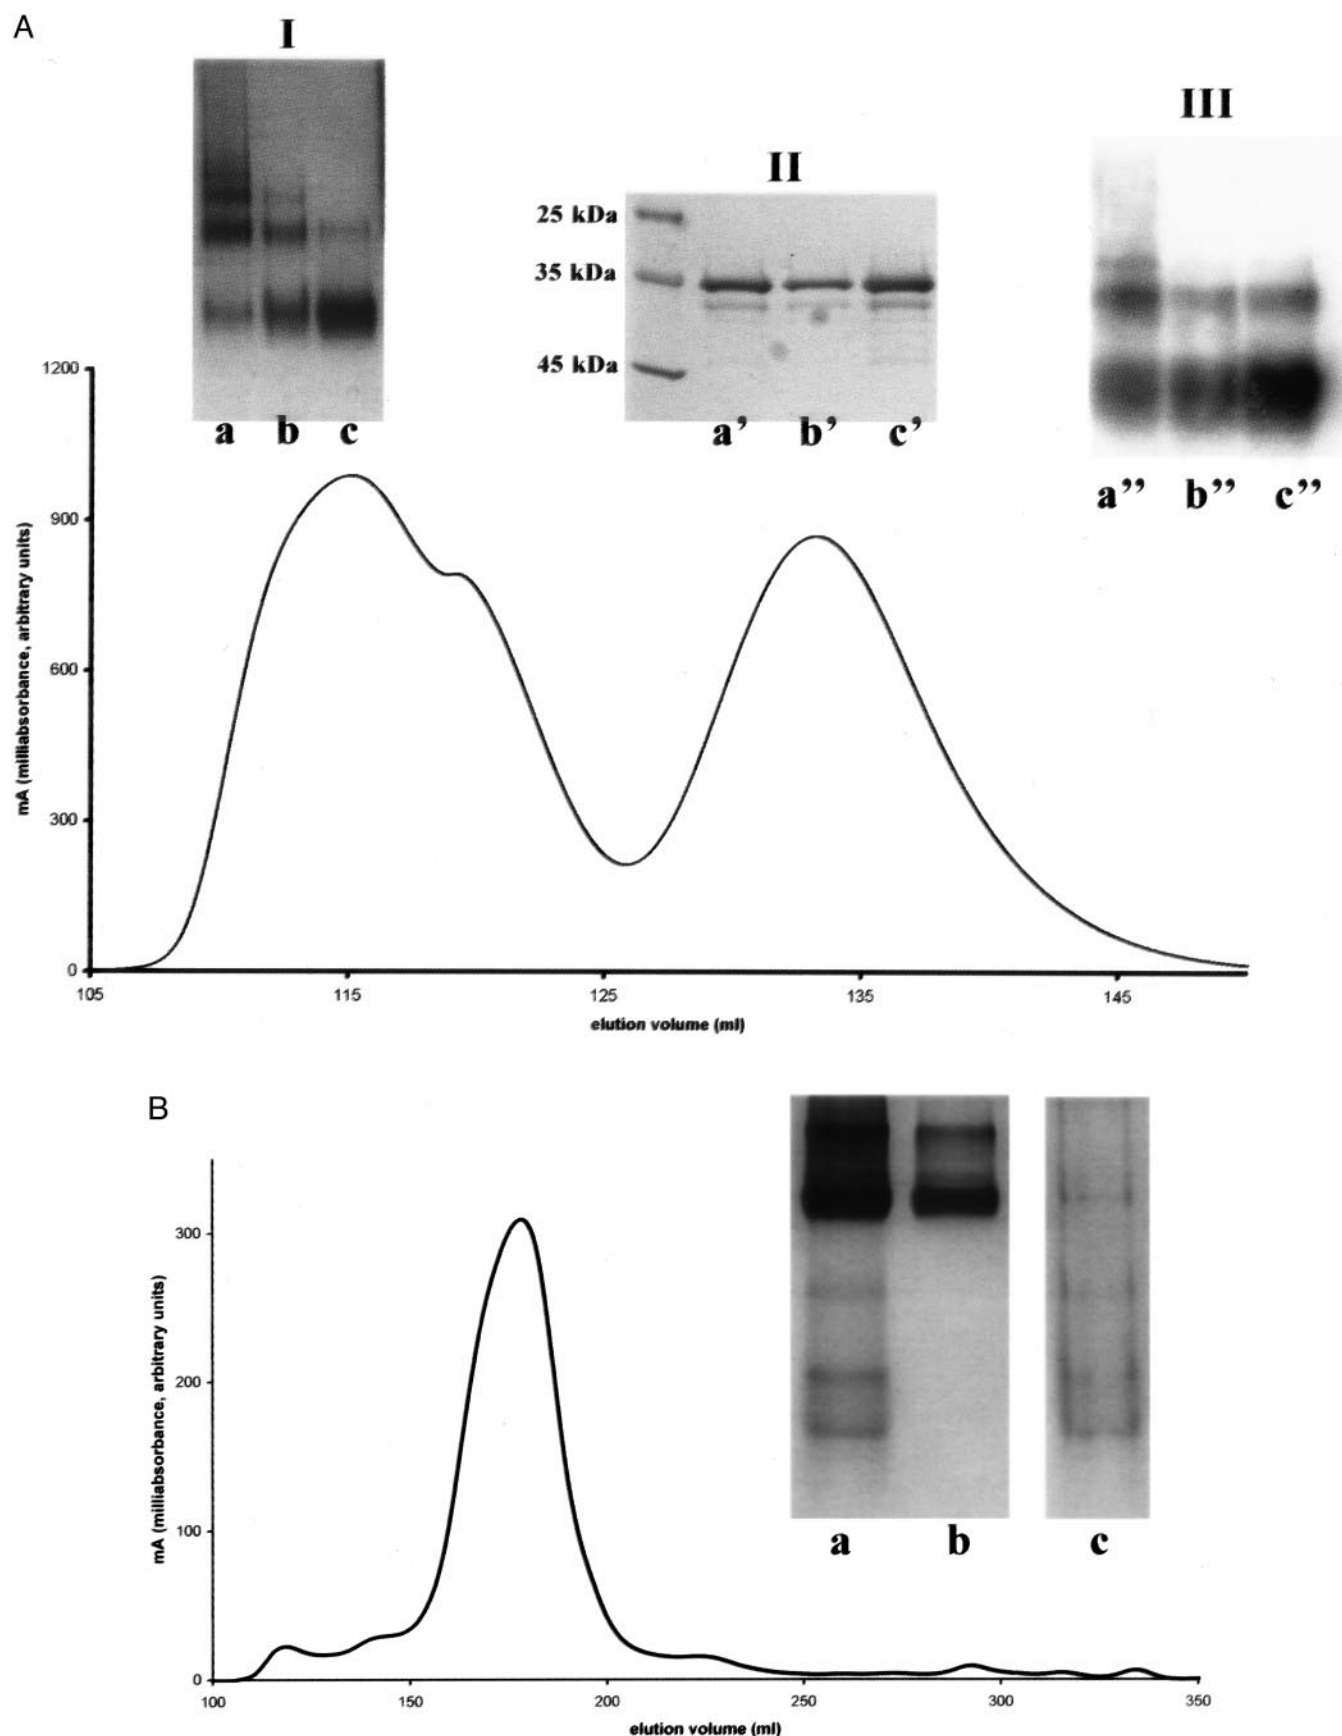 A
I
II
III
25 kDa
35 kDa
45 kDa
a b c
a’ b’ c’
a” b” c”
1200
900
600
300
0
mA (milliabsorbance, arbitrary units)
105 115 125 135 145
elution volume (ml)
B
300
200
100
0
mA (milliabsorbance, arbitrary units)
a b c
100 150 200 250 300 350
elution volume (ml)